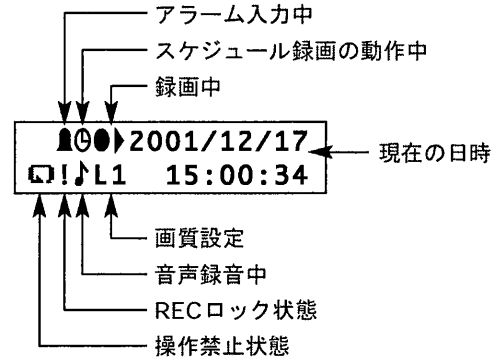 アラーム入力中
スケジュール録画の動作中
録画中
2001/12/17
現在の日時
! L1 15:00:34
画質設定
音声録音中
RECロック状態
操作禁止状態